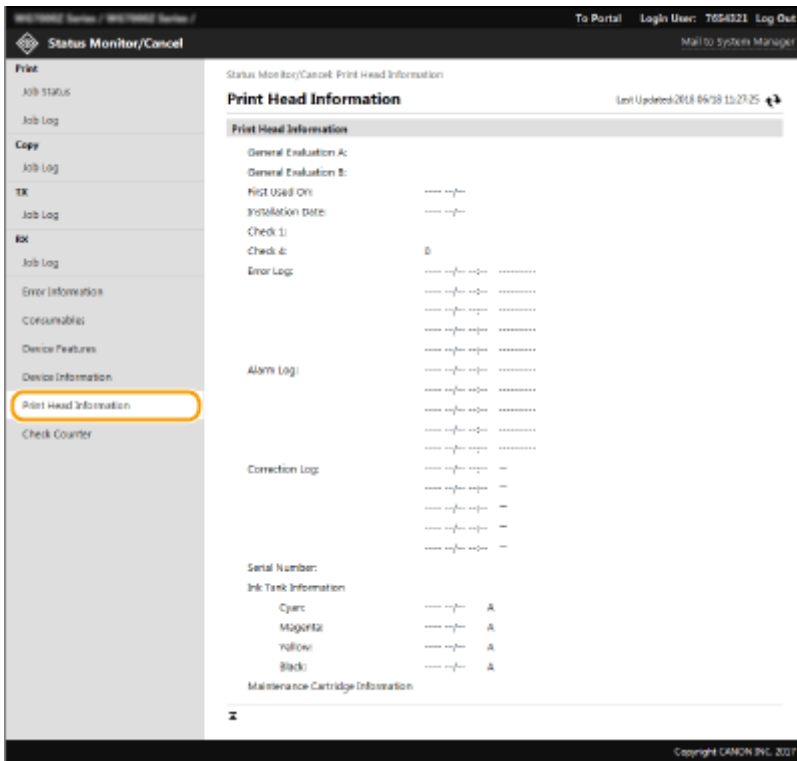 To Portal Login User: 7654321 Log Out
Status Monitor/Cancel
Mail to System Manager
Print
Job Status
Job Log
Copy
Job Log
TX
Job Log
RX
Job Log
Error Information
Consumables
Device Features
Device Information
Print Head Information
Check Counter
Status Monitor/Cancel: Print Head Information
Print Head Information
Last Updated:2018 06/18 11:27:25
Print Head Information
General Evaluation A:
General Evaluation B:
First Used On: ---- --/--
Installation Date: ---- --/--
Check 1:
Check 4: 0
Error Log: ---- --/-- --:-- ---------
---- --/-- --:-- ---------
---- --/-- --:-- ---------
---- --/-- --:-- ---------
---- --/-- --:-- ---------
Alarm Log: ---- --/-- --:-- ---------
---- --/-- --:-- ---------
---- --/-- --:-- ---------
---- --/-- --:-- ---------
---- --/-- --:-- ---------
Correction Log: ---- --/-- --:-- --
---- --/-- --:-- --
---- --/-- --:-- --
---- --/-- --:-- --
---- --/-- --:-- --
Serial Number:
Ink Tank Information
Cyan: ---- --/-- A
Magenta: ---- --/-- A
Yellow: ---- --/-- A
Black: ---- --/-- A
Maintenance Cartridge Information
Copyright CANON INC. 2017